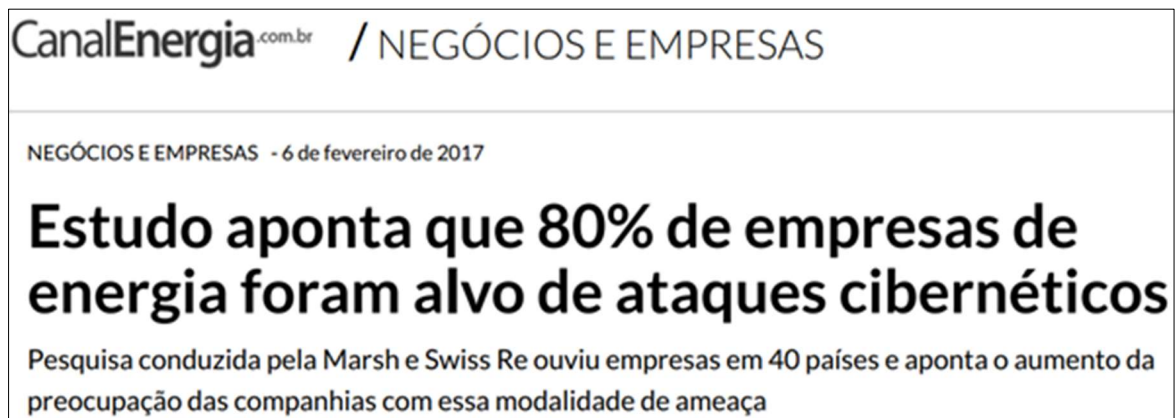 CanalEnergia.com.br / NEGÓCIOS E EMPRESAS
NEGÓCIOS E EMPRESAS - 6 de fevereiro de 2017
Estudo aponta que 80% de empresas de
energia foram alvo de ataques cibernéticos
Pesquisa conduzida pela Marsh e Swiss Re ouviu empresas em 40 países e aponta o aumento da
preocupação das companhias com essa modalidade de ameaça